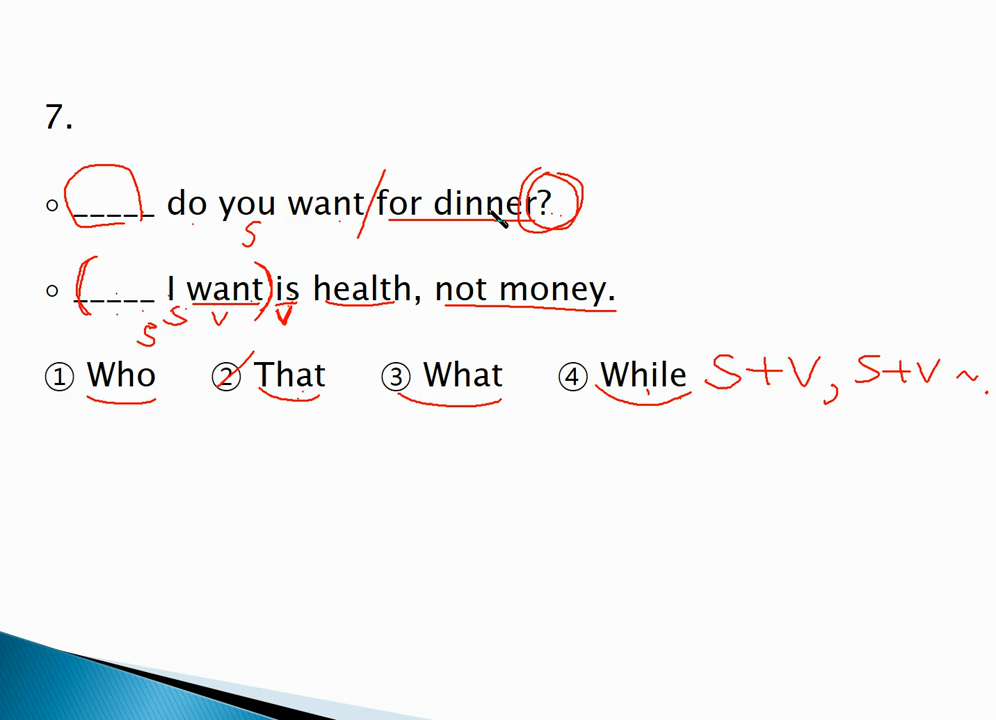 7.
○ _____ do you want for dinner?
S
○ _____ I want is health, not money.
S S V V
① Who ② That ③ What ④ While S+V, S+V ~.